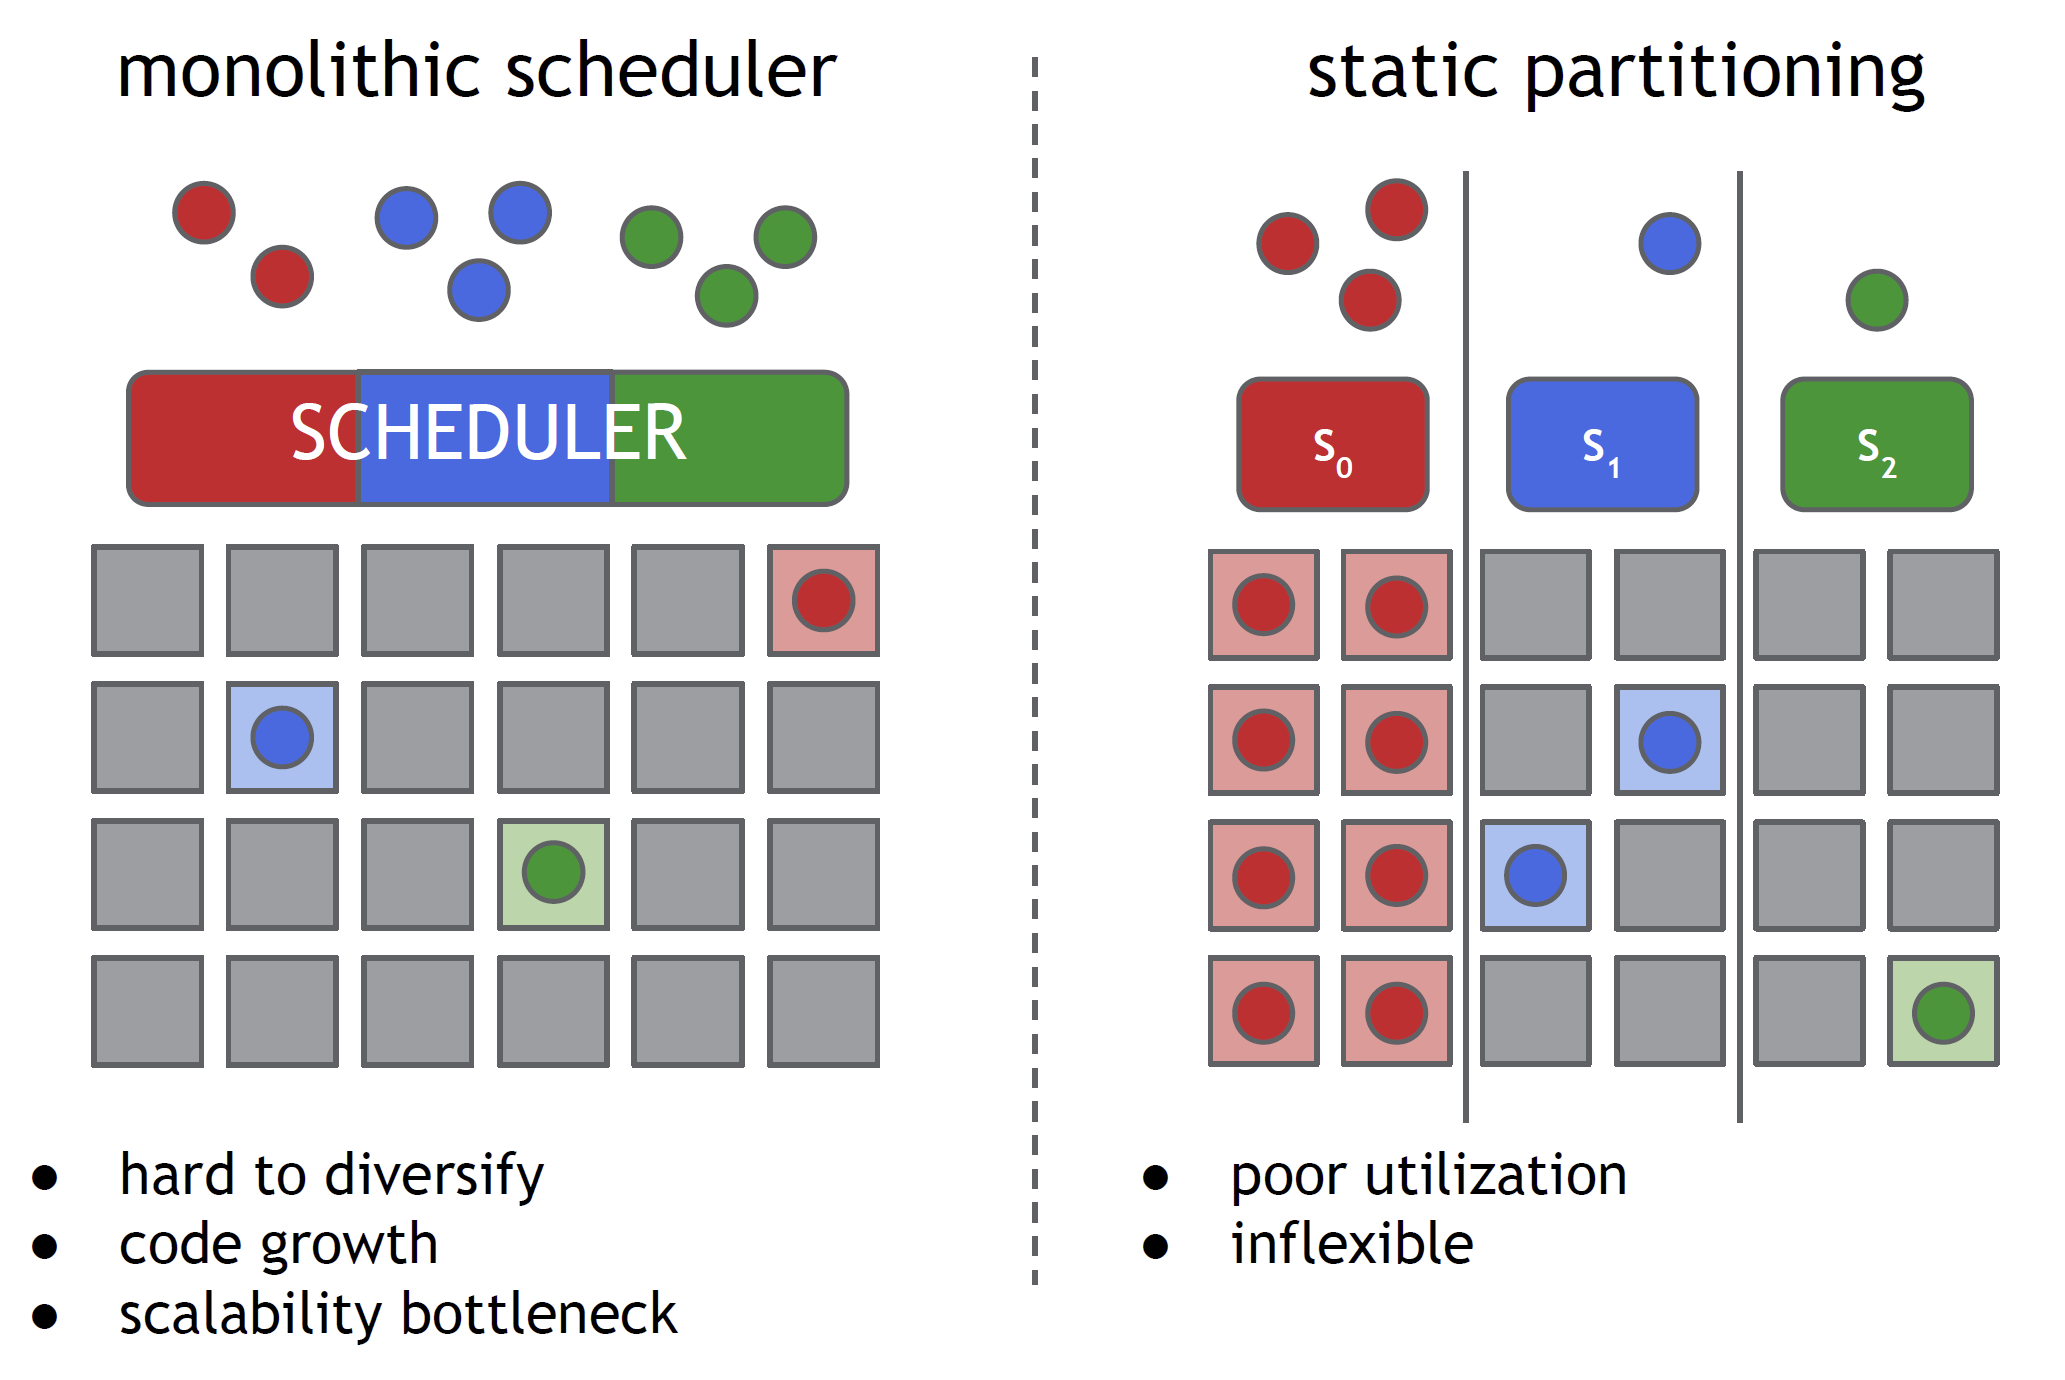 monolithic scheduler
SCHEDULER
● hard to diversify
● code growth
● scalability bottleneck
static partitioning
S0
S1
S2
● poor utilization
● inflexible